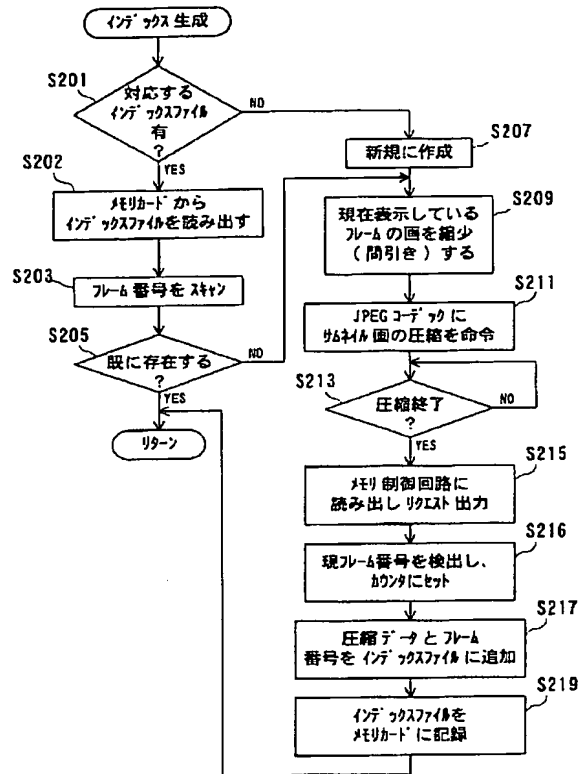 インデックス 生成
S201
対応する
インデックスファイル
有
?
NO
YES
S202
メモリカードから
インデックスファイルを読み出す
S203
フレーム 番号を スキャン
S205
既に存在する
?
NO
YES
リターン
S207
新規に作成
S209
現在表示している
フレームの画を縮少
(間引き)する
S211
JPEGコーデックに
サムネイル画の圧縮を命令
S213
圧縮終了
?
NO
YES
S215
メモリ制御回路に
読み出しリクエスト出力
S216
現フレーム番号を検出し、
カウンタにセット
S217
圧縮データとフレーム
番号をインデックスファイルに追加
S219
インデックスファイルを
メモリカードに記録